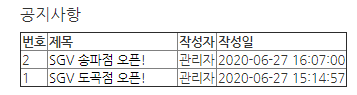 공지사항
번호 제목 작성자 작성일
2 SGV 송파점 오픈! 관리자 2020-06-27 16:07:00
1 SGV 도곡점 오픈! 관리자 2020-06-27 15:14:57